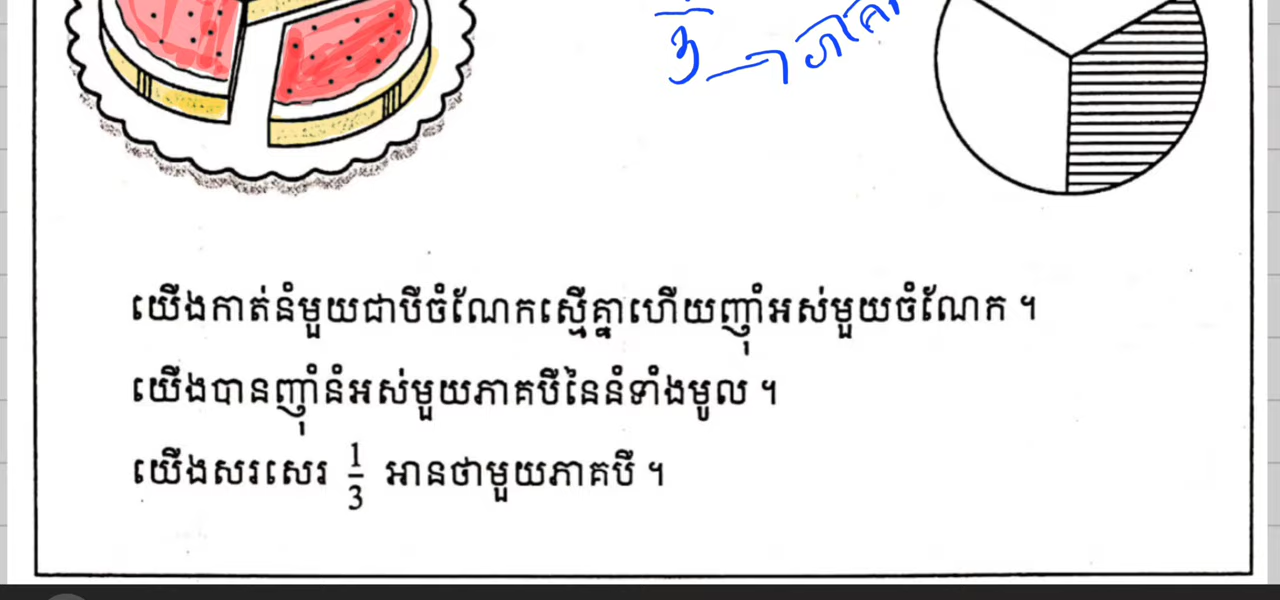 យើងកាត់នំមួយជាបីចំណែកស្មើគ្នាហើយញ៉ាំអស់មួយចំណែក ។
យើងបានញ៉ាំនំអស់មួយភាគបីនៃនំទាំងមូល ។
យើងសរសេរ 1/3 អានថាមួយភាគបី ។